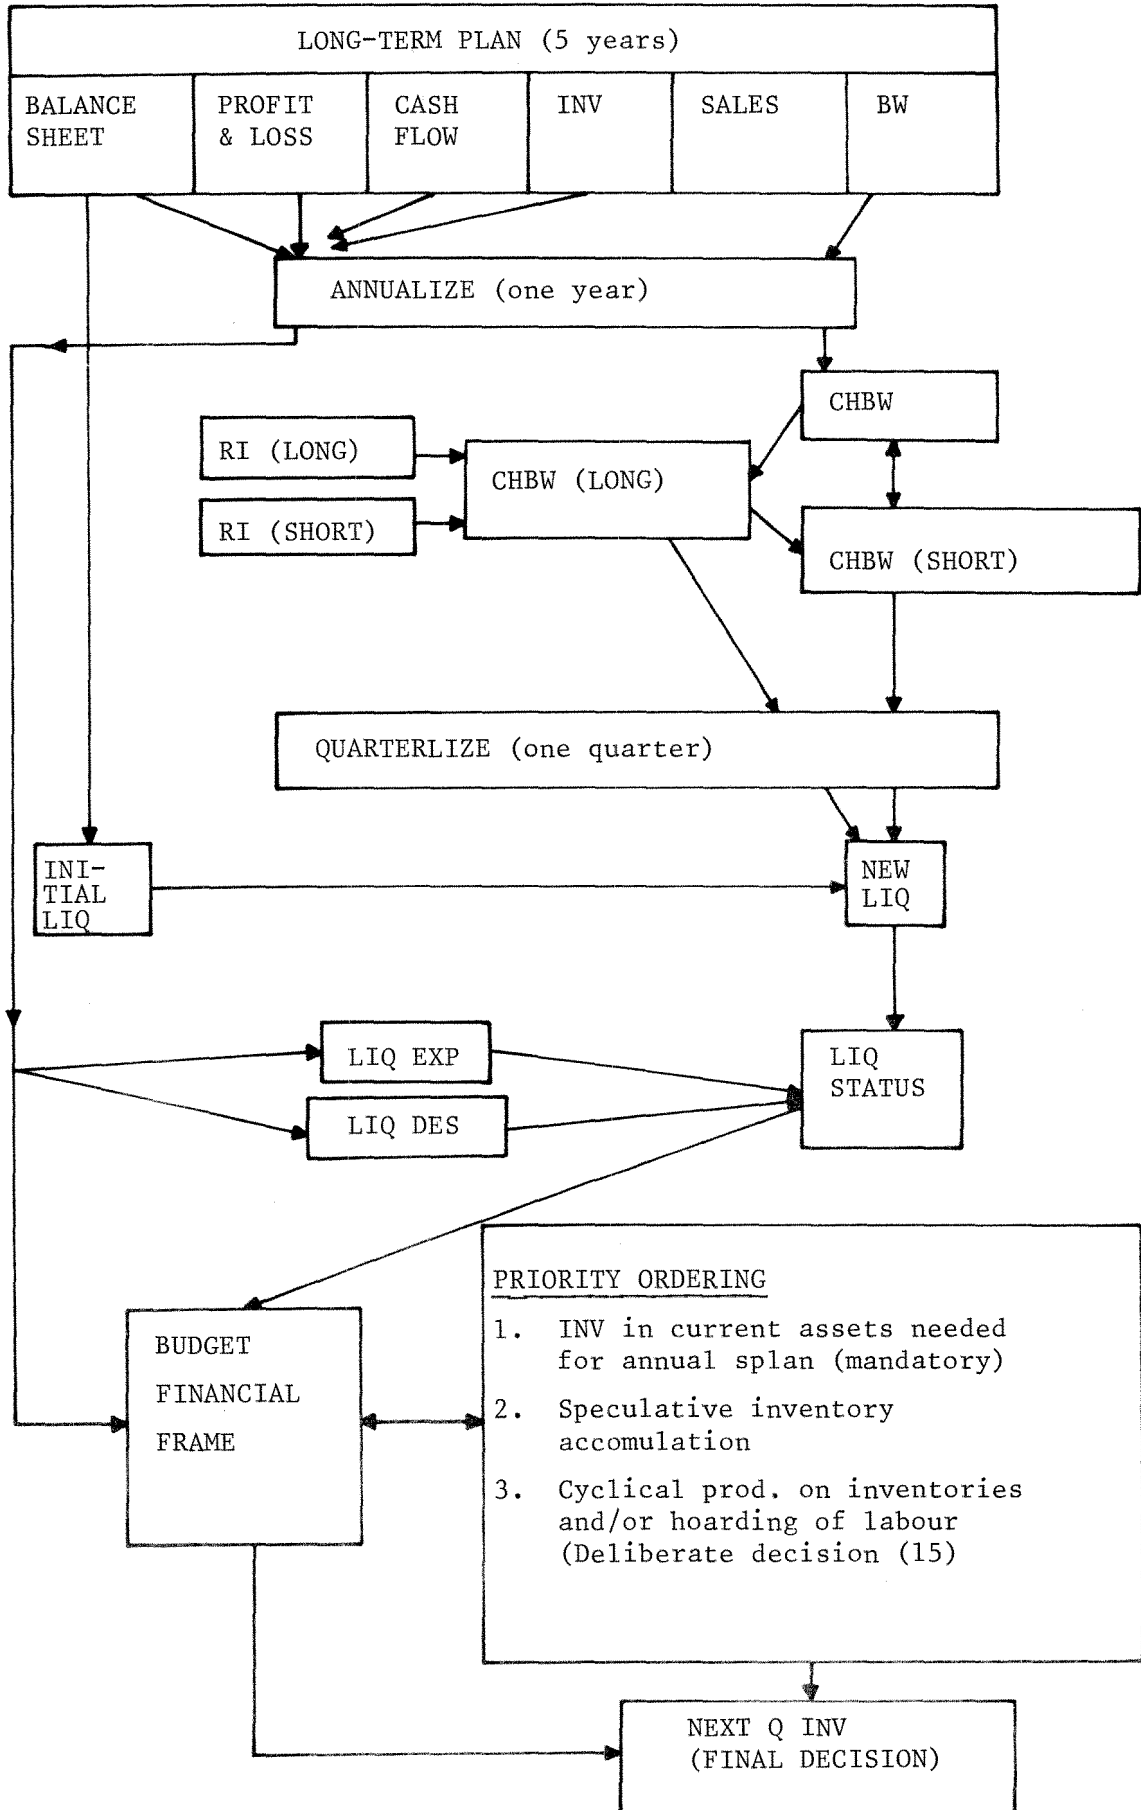 LONG-TERM PLAN (5 years)
BALANCE
SHEET
PROFIT
& LOSS
CASH
FLOW
INV
SALES
BW
ANNUALIZE (one year)
CHBW
RI (LONG)
CHBW (LONG)
RI (SHORT)
CHBW (SHORT)
QUARTERLIZE (one quarter)
INI-
TIAL
LIQ
NEW
LIQ
LIQ EXP
LIQ DES
LIQ
STATUS
PRIORITY ORDERING
1. INV in current assets needed
for annual splan (mandatory)
2. Speculative inventory
accomulation
3. Cyclical prod. on inventories
and/or hoarding of labour
(Deliberate decision (15)
BUDGET
FINANCIAL
FRAME
NEXT Q INV
(FINAL DECISION)